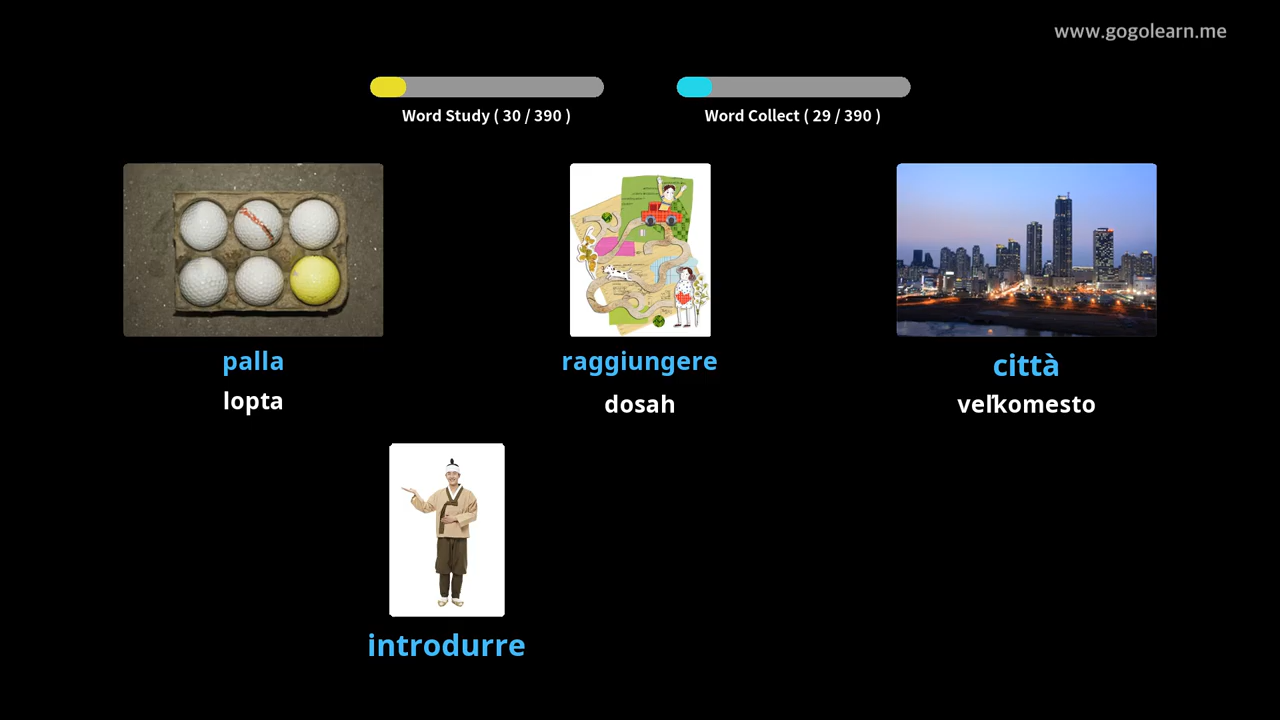 www.gogolearn.me
Word Study ( 30 / 390 )
Word Collect ( 29 / 390 )
palla
raggiungere
città
lopta
dosah
veľkomesto
introdurre